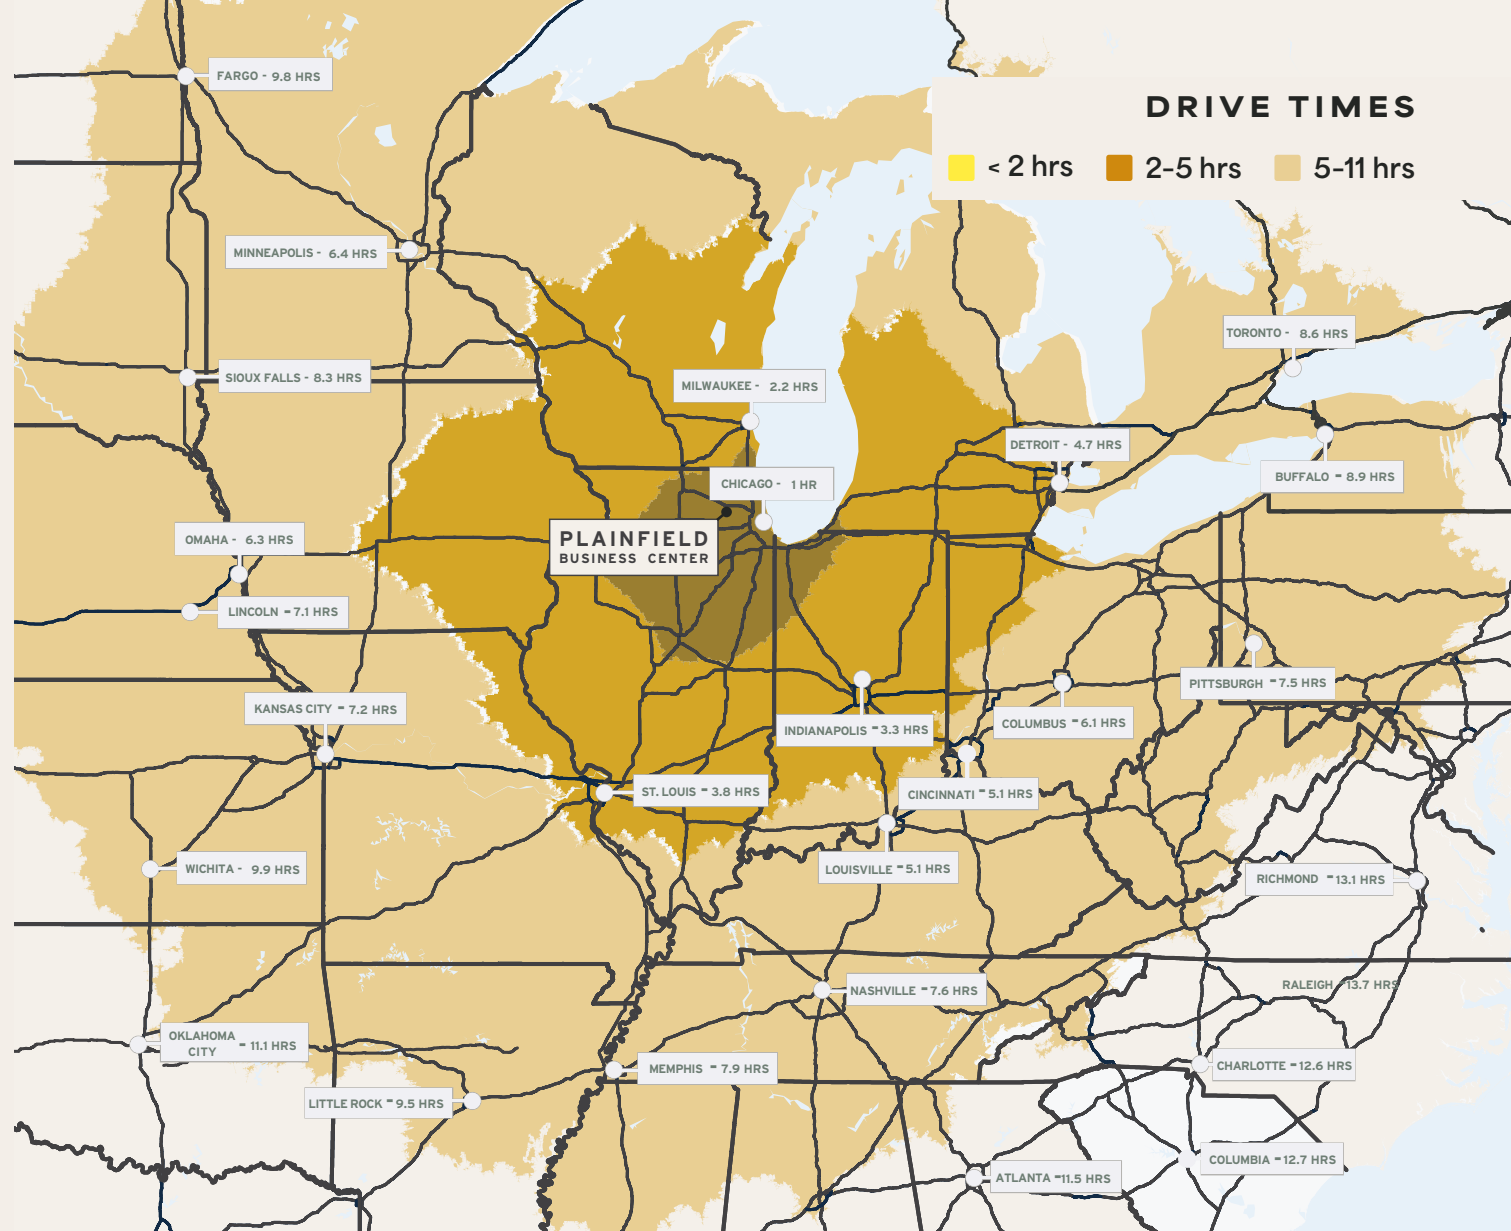 DRIVE TIMES
< 2 hrs
2-5 hrs
5-11 hrs
FARGO - 9.8 HRS
MINNEAPOLIS - 6.4 HRS
TORONTO - 8.6 HRS
SIOUX FALLS - 8.3 HRS
MILWAUKEE - 2.2 HRS
DETROIT - 4.7 HRS
CHICAGO - 1 HR
BUFFALO - 8.9 HRS
OMAHA - 6.3 HRS
PLAINFIELD
BUSINESS CENTER
LINCOLN - 7.1 HRS
PITTSBURGH - 7.5 HRS
KANSAS CITY - 7.2 HRS
COLUMBUS - 6.1 HRS
INDIANAPOLIS - 3.3 HRS
ST. LOUIS - 3.8 HRS
CINCINNATI - 5.1 HRS
WICHITA - 9.9 HRS
LOUISVILLE - 5.1 HRS
RICHMOND - 13.1 HRS
RALEIGH - 13.7 HRS
NASHVILLE - 7.6 HRS
OKLAHOMA
CITY - 11.1 HRS
MEMPHIS - 7.9 HRS
CHARLOTTE - 12.6 HRS
LITTLE ROCK - 9.5 HRS
COLUMBIA - 12.7 HRS
ATLANTA - 11.5 HRS